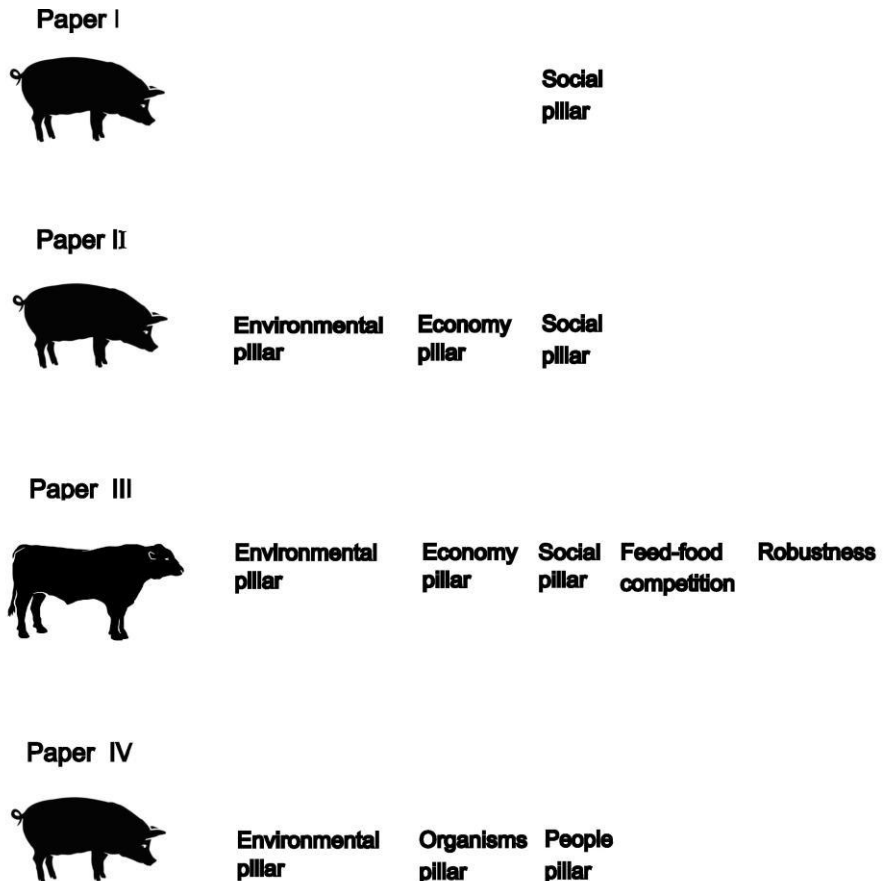 Paper I
Social
pillar
Paper II
Environmental
pillar
Economy
pillar
Social
pillar
Paper III
Environmental
pillar
Economy
pillar
Social
pillar
Feed-food
competition
Robustness
Paper IV
Environmental
pillar
Organisms
pillar
People
pillar